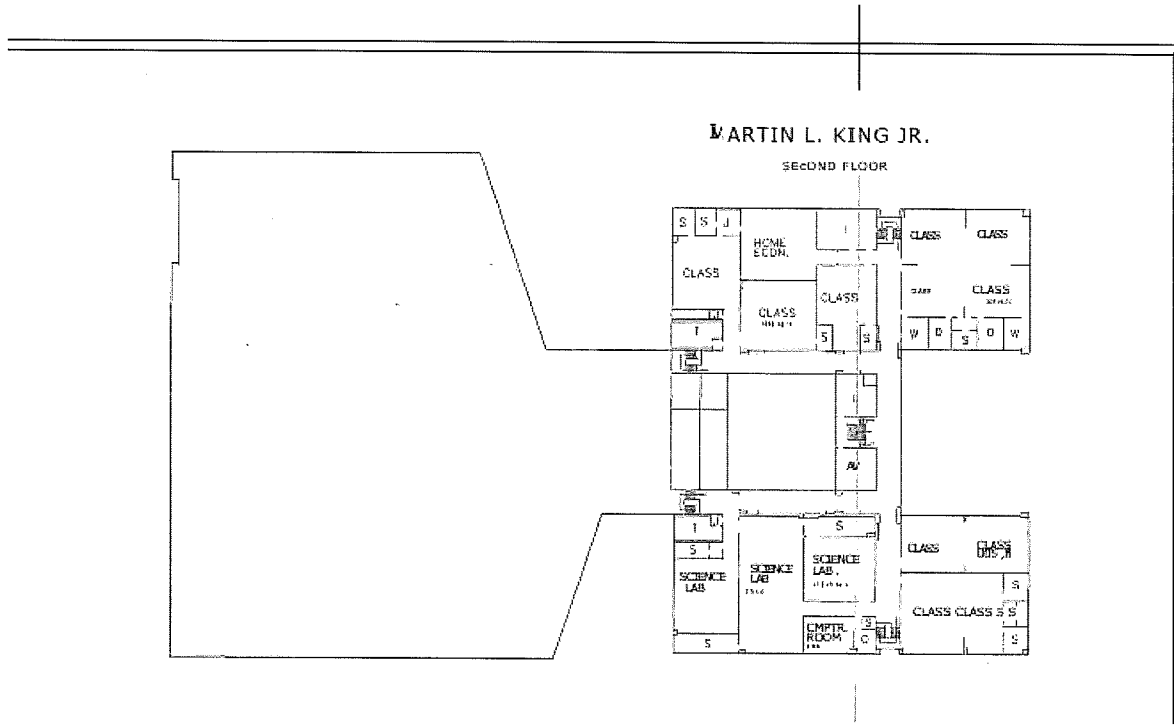 MARTIN L. KING JR.
SEcOND FLOOR
S S J
HOME
ECON.
CLASS
CLASS
CLASS
CLASS CLASS
CLASS CLASS
S S
W O S O W
T
AV
T
S
S
SCIENCE
LAB
S
SCIENCE
LAB
SCIENCE
LAB.
CMPTR.
ROOM
S
O
CLASS CLASS
S
CLASS CLASS S S
S